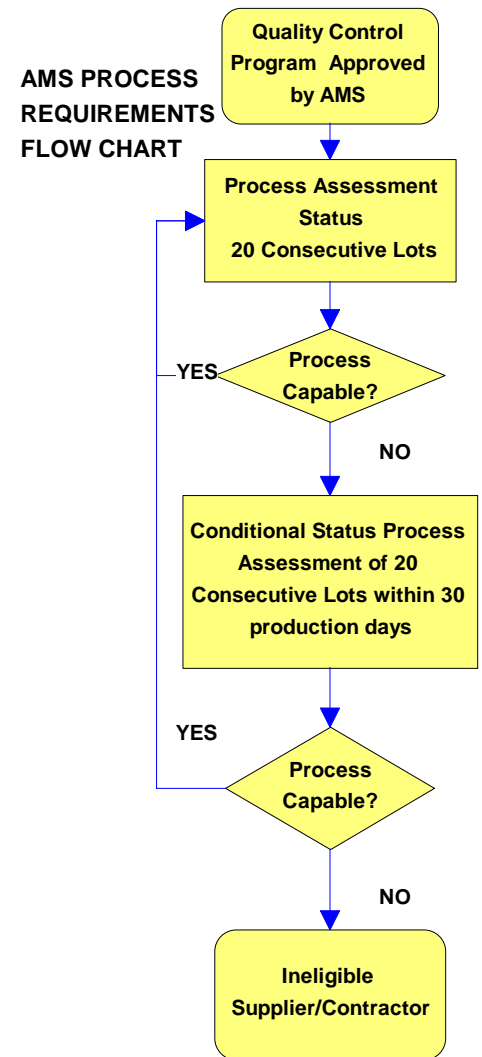 AMS PROCESS
REQUIREMENTS
FLOW CHART
Quality Control
Program Approved
by AMS
Process Assessment
Status
20 Consecutive Lots
Process
Capable?
YES
NO
Conditional Status Process
Assessment of 20
Consecutive Lots within 30
production days
YES
Process
Capable?
NO
Ineligible
Supplier/Contractor